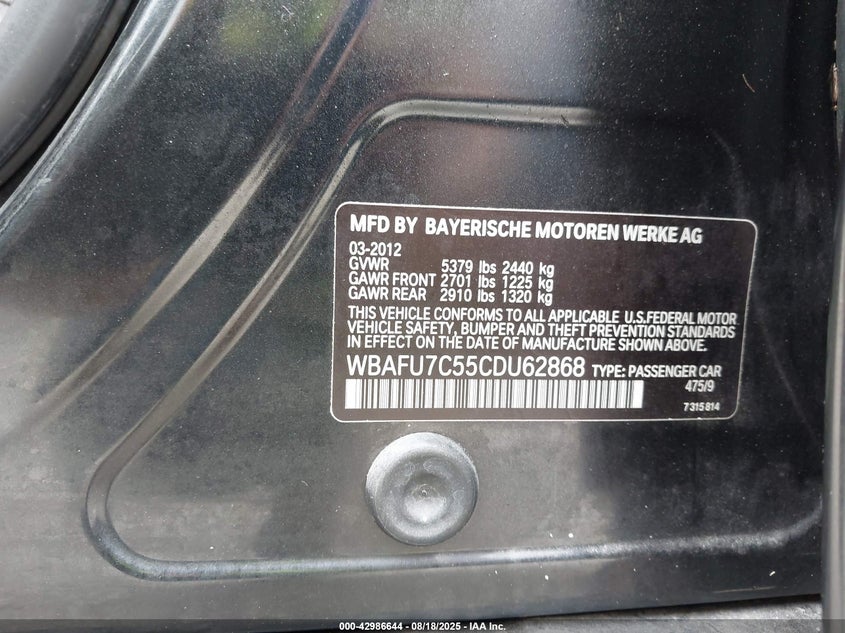 MFD BY BAYERISCHE MOTOREN WERKE AG
03-2012
GVWR 5379 lbs 2440 kg
GAWR FRONT 2701 lbs 1225 kg
GAWR REAR 2910 lbs 1320 kg
THIS VEHICLE CONFORMS TO ALL APPLICABLE U.S.FEDERAL MOTOR
VEHICLE SAFETY, BUMPER AND THEFT PREVENTION STANDARDS
IN EFFECT ON THE DATE OF MANUFACTURE SHOWN ABOVE.
WBAFU7C55CDU62868 TYPE: PASSENGER CAR
475/9
7315814
000-42986644 - 08/18/2025 - IAA Inc.